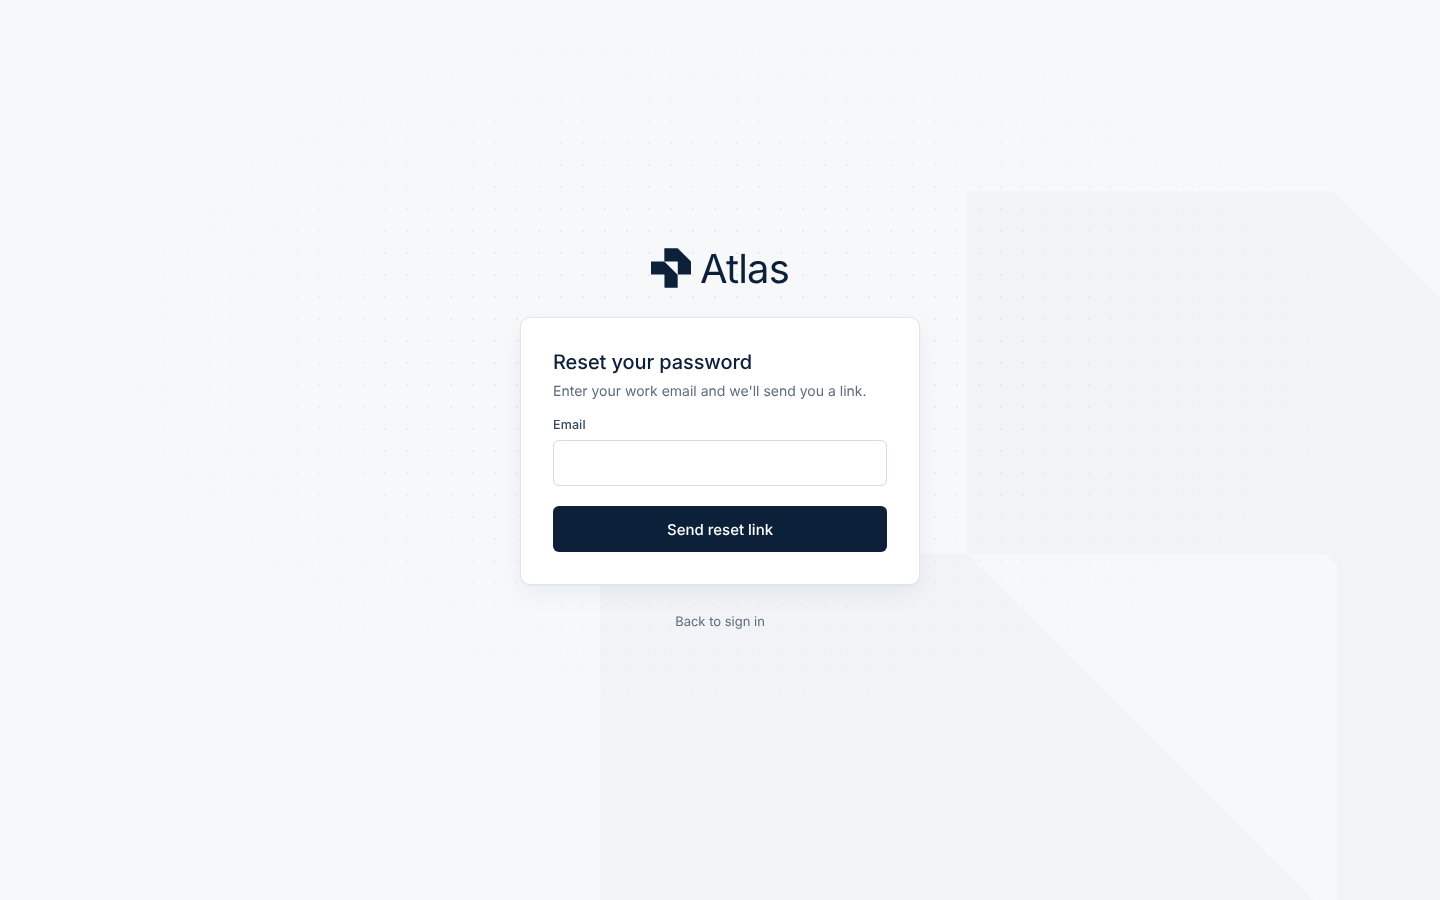 Atlas
Reset your password
Enter your work email and we'll send you a link.
Email
Send reset link
Back to sign in